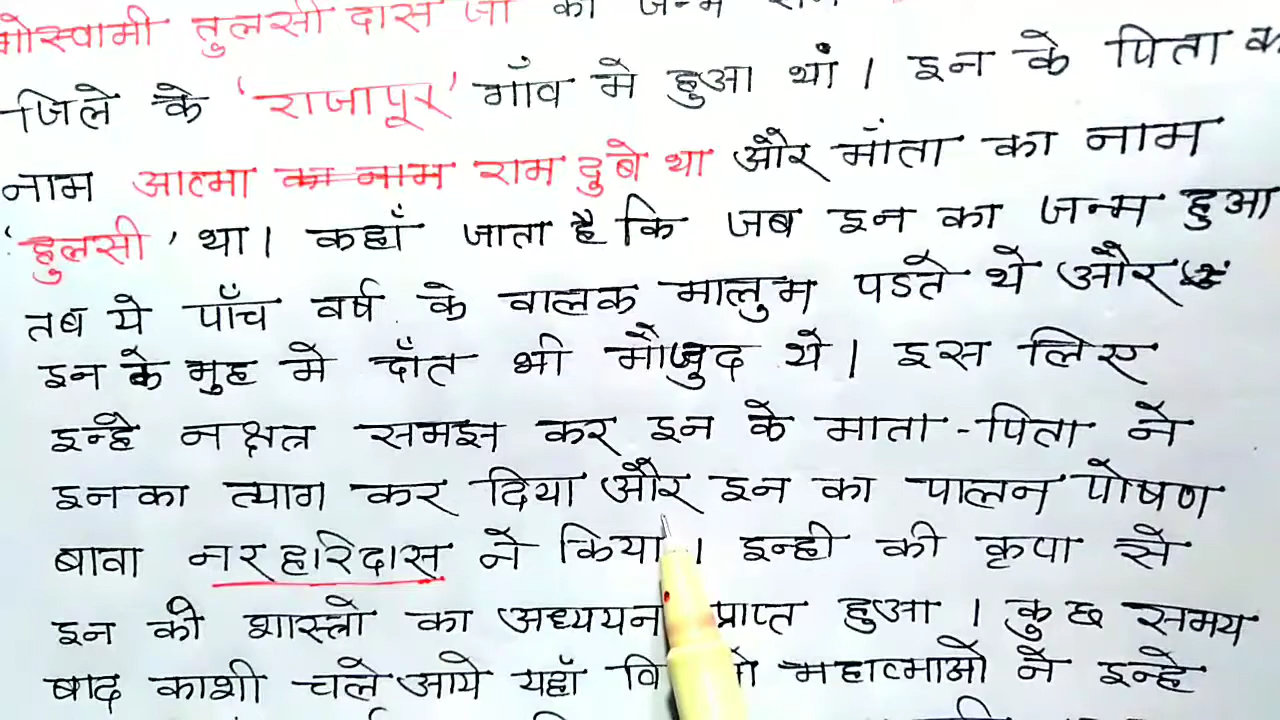 गोस्वामी तुलसी दास जी का जन्म
जिले के 'राजापूर' गाँव मे हुआ था । इन के पिता
नाम आत्मा का नाम राम दुबे था और माँता का नाम
'हुलसी' था । कहाँ जाता है कि जब इन का जन्म हुआ
तब ये पाँच वर्ष के वालक मालुम पडते थे और
इन के मुह मे दाँत भी मौजुद थे । इस लिए
इन्हे नक्षत्र समझ कर इन के माता - पिता ने
इनका त्याग कर दिया और इन का पालन पोषण
बावा नरहरिदास ने किया । इन्ही की कृपा से
इन को शास्त्रो का अध्ययन प्राप्त हुआ । कुछ समय
बाद काशी चले आये यहाँ महात्माओ ने इन्हे